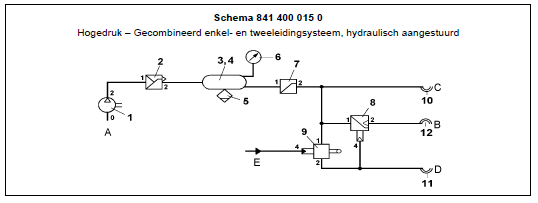 Schema 841 400 015 0
Hogedruk – Gecombineerd enkel- en tweeleidingsysteem, hydraulisch aangestuurd
6
2
3,4
7
1 2
1 2
2
C
10
5
8
1
0
A
1 2
B
12
9
1
4
4
E
2
D
11